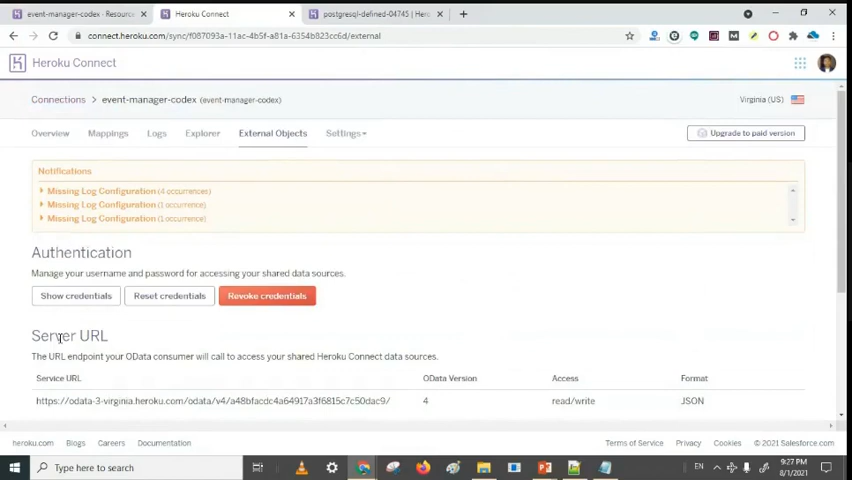 event-manager-codex - Resource
Heroku Connect
postgresql-defined-04745 | Heru
connect.heroku.com/sync/f087093a-11ac-4b5f-a81a-6354b823cc6d/external
Heroku Connect
Connections > event-manager-codex (event-manager-codex)
Virginia (US)
Overview Mappings Logs Explorer External Objects Settings
Upgrade to paid version
Notifications
Missing Log Configuration (4 occurrences)
Missing Log Configuration (1 occurrence)
Missing Log Configuration (1 occurrence)
Authentication
Manage your username and password for accessing your shared data sources.
Show credentials Reset credentials Revoke credentials
Server URL
The URL endpoint your OData consumer will call to access your shared Heroku Connect data sources.
Service URL OData Version Access Format
https://odata-3-virginia.heroku.com/odata/v4/a48bfacdc4a64917a3f6815c7c50dac9/ 4 read/write JSON
heroku.com Blogs Careers Documentation Terms of Service Privacy Cookies © 2021 Salesforce.com
Type here to search
EN
9:27 PM
8/1/2021